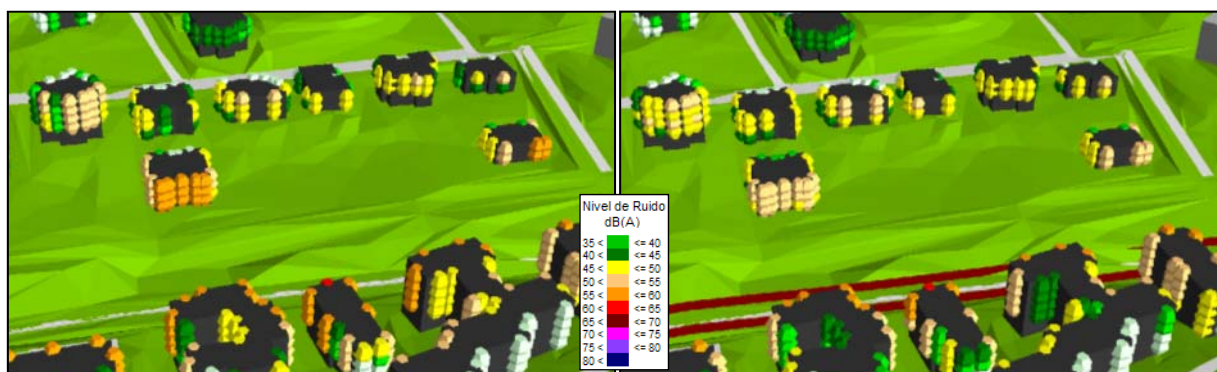 Nivel de Ruido
dB(A)
35 < <= 40
40 < <= 45
45 < <= 50
50 < <= 55
55 < <= 60
60 < <= 65
65 < <= 70
70 < <= 75
75 < <= 80
80 <